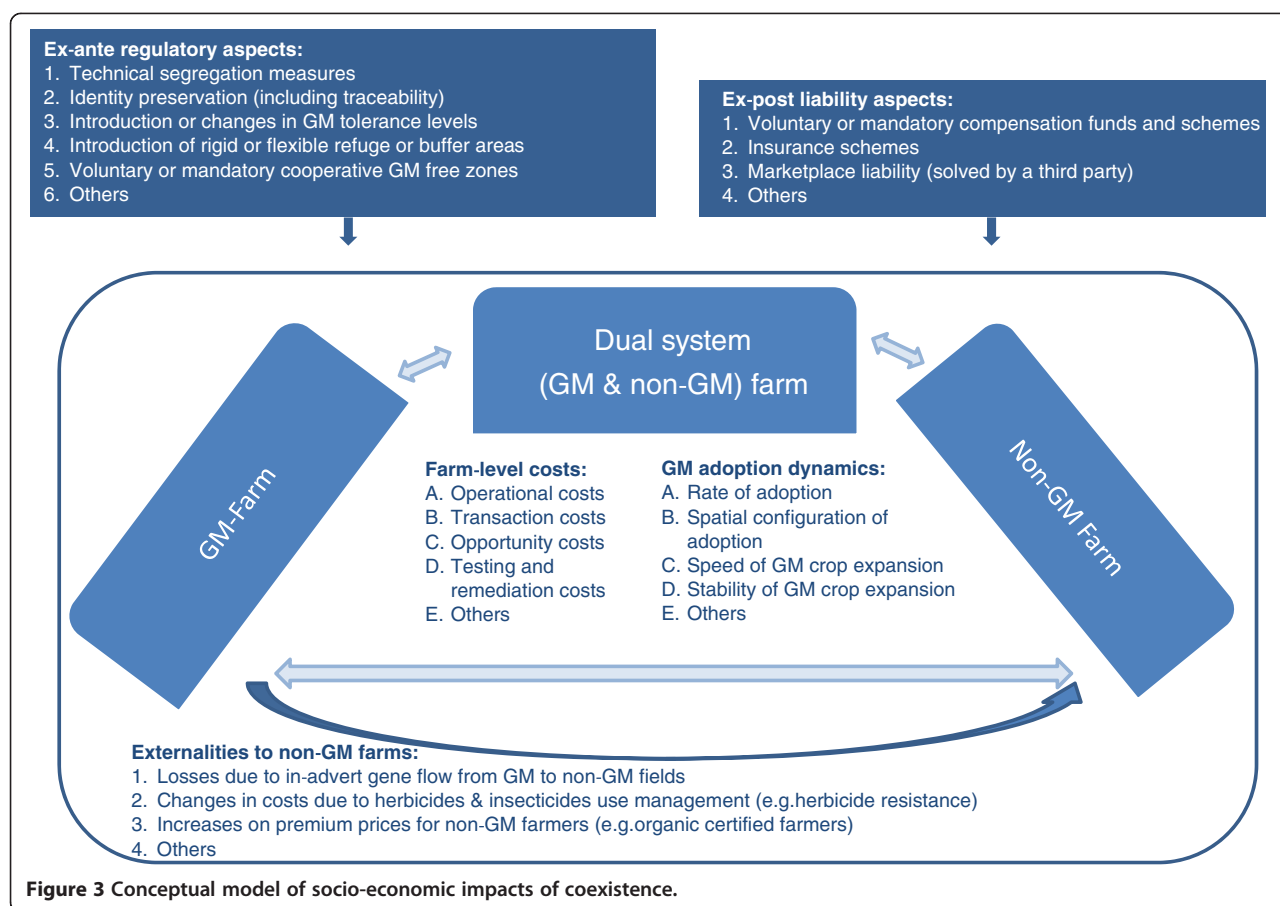 Ex-ante regulatory aspects:
1. Technical segregation measures
2. Identity preservation (including traceability)
3. Introduction or changes in GM tolerance levels
4. Introduction of rigid or flexible refuge or buffer areas
5. Voluntary or mandatory cooperative GM free zones
6. Others
Ex-post liability aspects:
1. Voluntary or mandatory compensation funds and schemes
2. Insurance schemes
3. Marketplace liability (solved by a third party)
4. Others
GM-Farm
Dual system
(GM & non-GM) farm
Non-GM Farm
Farm-level costs:
A. Operational costs
B. Transaction costs
C. Opportunity costs
D. Testing and
remediation costs
E. Others
GM adoption dynamics:
A. Rate of adoption
B. Spatial configuration of
adoption
C. Speed of GM crop expansion
D. Stability of GM crop expansion
E. Others
Externalities to non-GM farms:
1. Losses due to in-advert gene flow from GM to non-GM fields
2. Changes in costs due to herbicides & insecticides use management (e.g.herbicide resistance)
3. Increases on premium prices for non-GM farmers (e.g.organic certified farmers)
4. Others
Figure 3 Conceptual model of socio-economic impacts of coexistence.